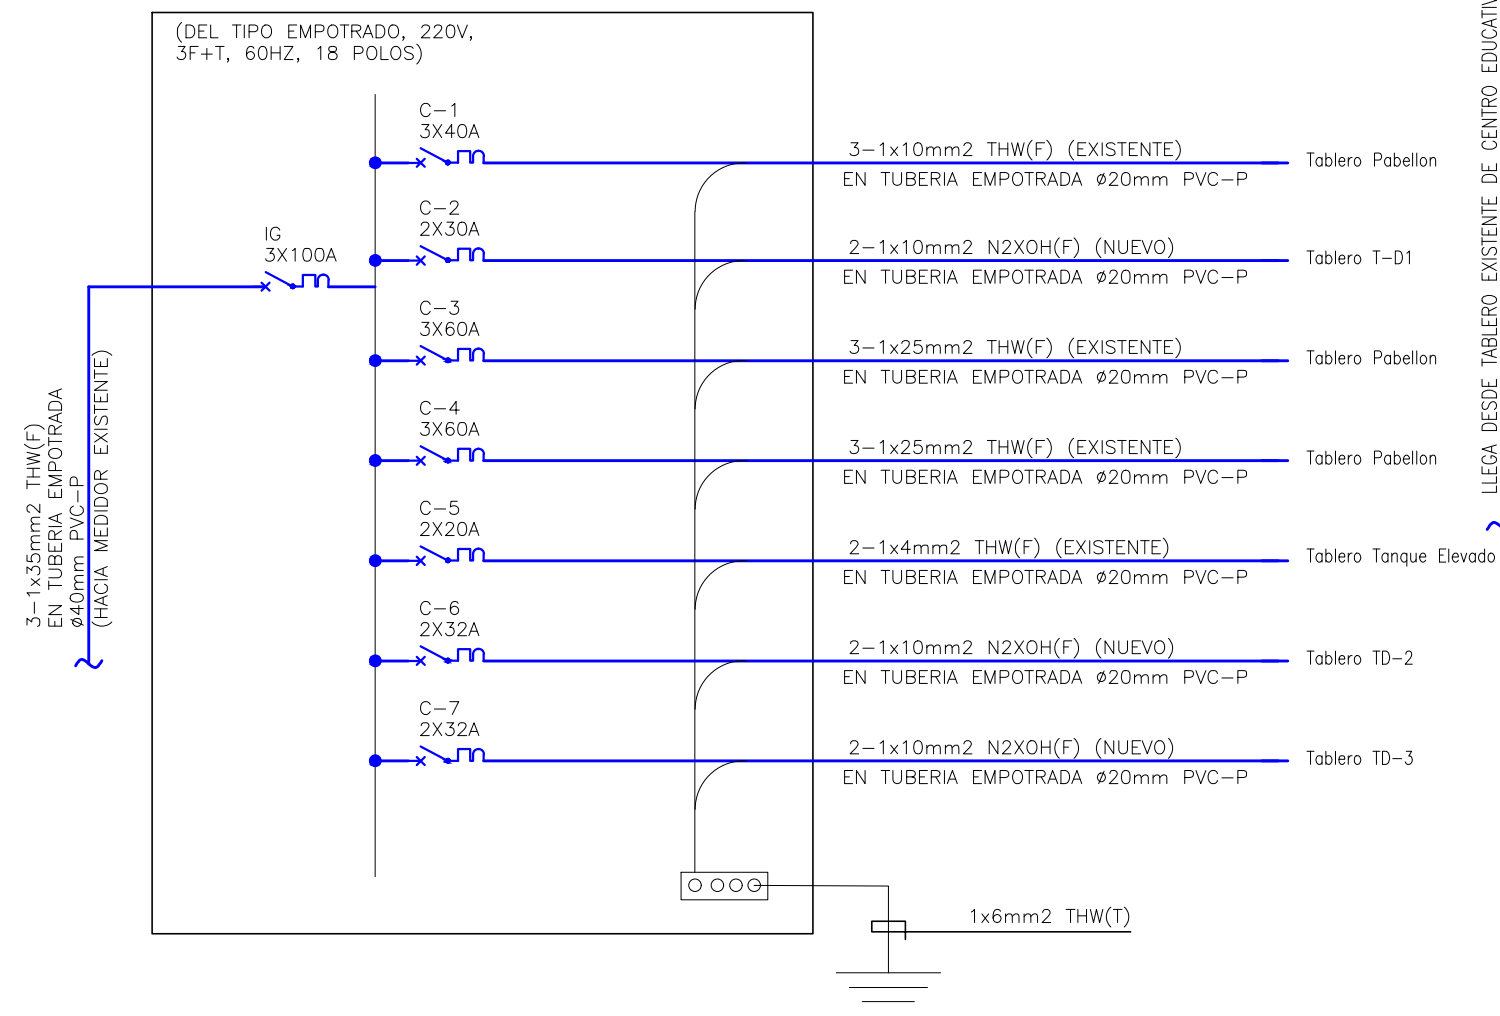 (DEL TIPO EMPOTRADO, 220V,
3F+T, 60HZ, 18 POLOS)
C-1
3X40A
3-1x10mm2 THW(F) (EXISTENTE)
EN TUBERIA EMPOTRADA ø20mm PVC-P
Tablero Pabellon
C-2
2X30A
2-1x10mm2 N2XOH(F) (NUEVO)
EN TUBERIA EMPOTRADA ø20mm PVC-P
Tablero T-D1
IG
3X100A
C-3
3X60A
3-1x25mm2 THW(F) (EXISTENTE)
EN TUBERIA EMPOTRADA ø20mm PVC-P
Tablero Pabellon
C-4
3X60A
3-1x25mm2 THW(F) (EXISTENTE)
EN TUBERIA EMPOTRADA ø20mm PVC-P
Tablero Pabellon
C-5
2X20A
2-1x4mm2 THW(F) (EXISTENTE)
EN TUBERIA EMPOTRADA ø20mm PVC-P
Tablero Tanque Elevado
C-6
2X32A
2-1x10mm2 N2XOH(F) (NUEVO)
EN TUBERIA EMPOTRADA ø20mm PVC-P
Tablero TD-2
C-7
2X32A
2-1x10mm2 N2XOH(F) (NUEVO)
EN TUBERIA EMPOTRADA ø20mm PVC-P
Tablero TD-3
3-1x35mm2 THW(F)
EN TUBERIA EMPOTRADA
ø40mm PVC-P
(HACIA MEDIDOR EXISTENTE)
1x6mm2 THW(T)
LLEGA DESDE TABLERO EXISTENTE DE CENTRO